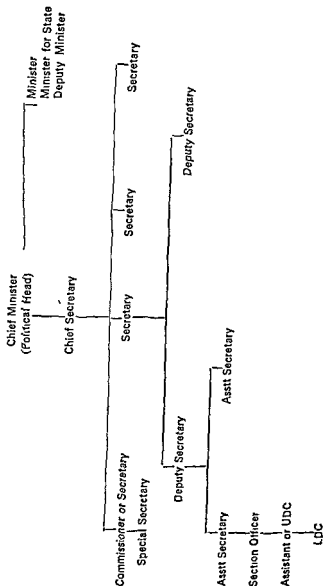 Chief Minister
(Political Head)
Minister
Minister for State
Deputy Minister
Chief Secretary
Commissioner or Secretary
Special Secretary
Secretary
Secretary
Secretary
Deputy Secretary
Deputy Secretary
Asstt Secretary
Asstt Secretary
Section Officer
Assistant or UDC
LDC